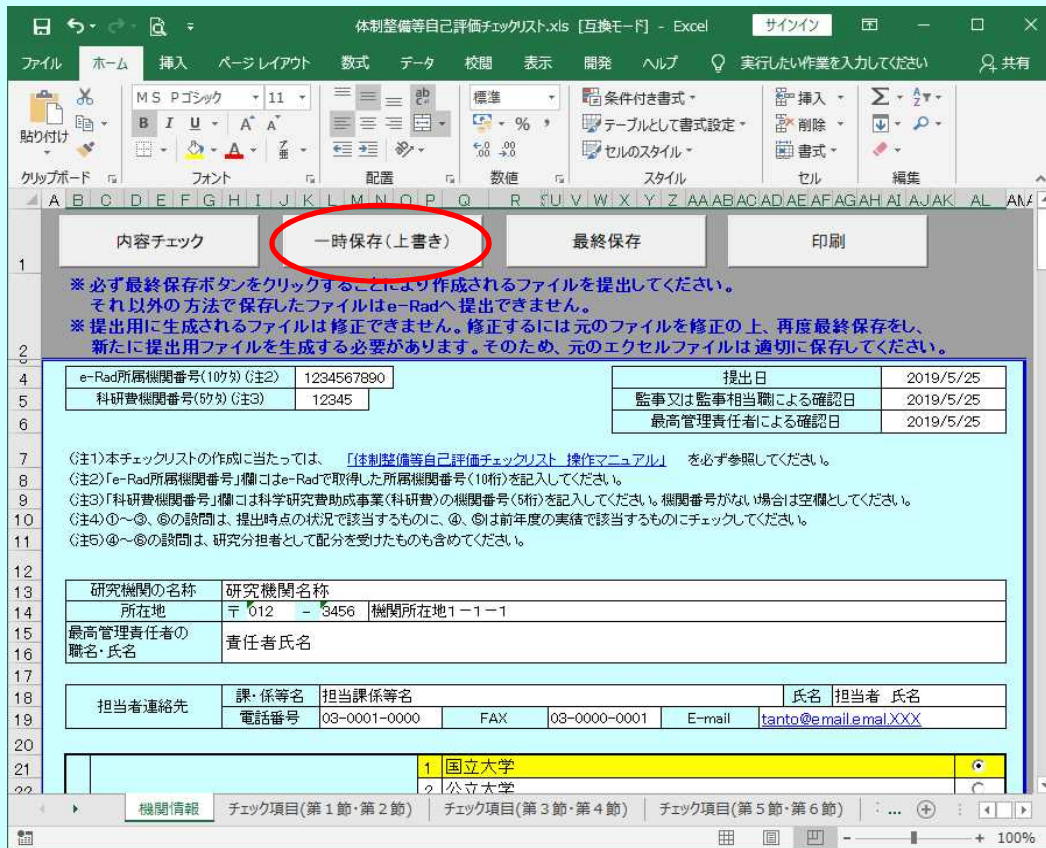 体制整備等自己評価チェックリスト.xls [互換モード] - Excel サインイン
ファイル ホーム 挿入 ページ レイアウト 数式 データ 校閲 表示 開発 ヘルプ 実行したい作業を入力してください 共有
貼り付け MS Pゴシック 11 標準 条件付き書式 テーブルとして書式設定 セルのスタイル 挿入 削除 書式
クリップボード フォント 配置 数値 スタイル セル 編集
内容チェック 一時保存(上書き) 最終保存 印刷
※必ず最終保存ボタンをクリックすることにより作成されるファイルを提出してください。
それ以外の方法で保存したファイルはe-Radへ提出できません。
※提出用に生成されるファイルは修正できません。修正するには元のファイルを修正の上、再度最終保存をし、
新たに提出用ファイルを生成する必要があります。そのため、元のエクセルファイルは適切に保存してください。
e-Rad所属機関番号(10ケタ)(注2) 1234567890 提出日 2019/5/25
科研費機関番号(5ケタ)(注3) 12345 監事又は監事相当職による確認日 2019/5/25
最高管理責任者による確認日 2019/5/25
(注1)本チェックリストの作成に当たっては、 「体制整備等自己評価チェックリスト 操作マニュアル」 を必ず参照してください。
(注2)「e-Rad所属機関番号」欄にはe-Radで取得した所属機関番号(10桁)を記入してください。
(注3)「科研費機関番号」欄には科学研究費助成事業(科研費)の機関番号(5桁)を記入してください。機関番号がない場合は空欄としてください。
(注4)①～③、⑥の設問は、提出時点の状況で該当するものに、④、⑤は前年度の実績で該当するものにチェックしてください。
(注5)④～⑥の設問は、研究分担者として配分を受けたものも含めてください。
研究機関の名称 研究機関名称
所在地 〒 012 - 3456 機関所在地1-1-1
最高管理責任者の
職名・氏名 責任者氏名
担当者連絡先 課・係等名 担当課係等名 氏名 担当者 氏名
電話番号 03-0001-0000 FAX 03-0000-0001 E-mail tanto@email.emal.XXX
1 国立大学
2 公立大学
機関情報 チェック項目(第1節・第2節) チェック項目(第3節・第4節) チェック項目(第5節・第6節) ...
100%